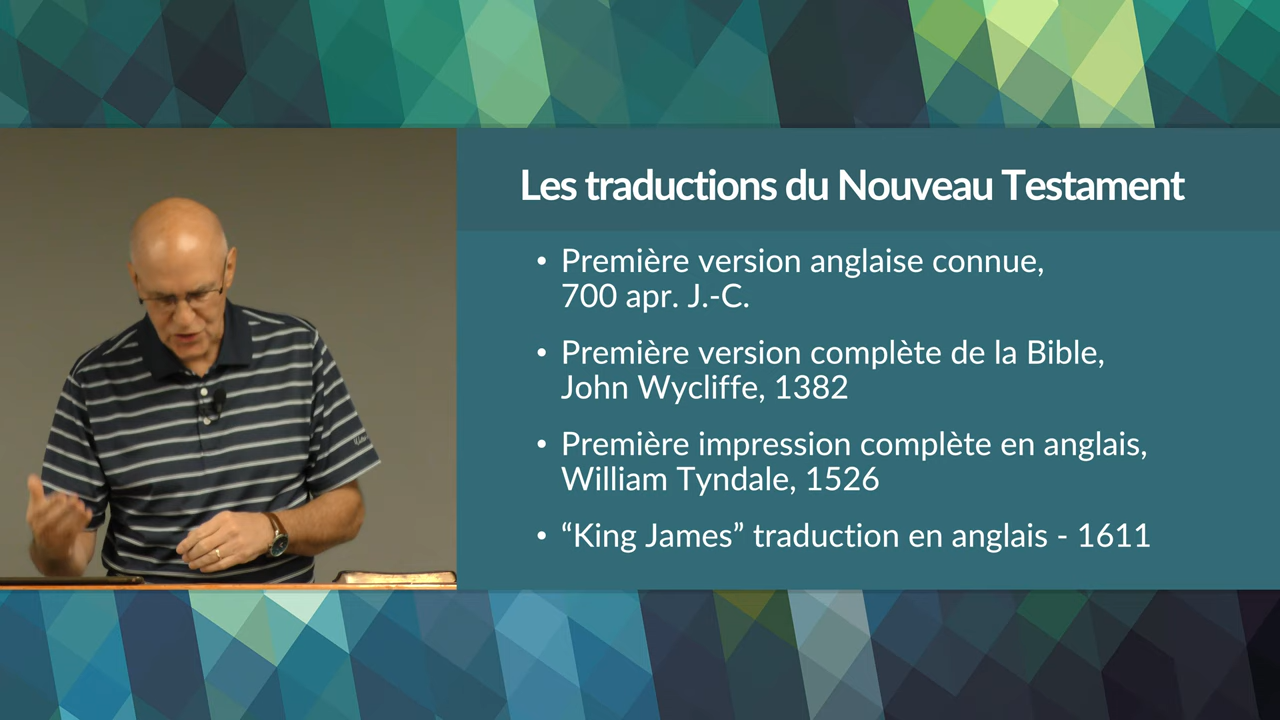 Les traductions du Nouveau Testament
• Première version anglaise connue,
700 apr. J.-C.
• Première version complète de la Bible,
John Wycliffe, 1382
• Première impression complète en anglais,
William Tyndale, 1526
• “King James” traduction en anglais - 1611